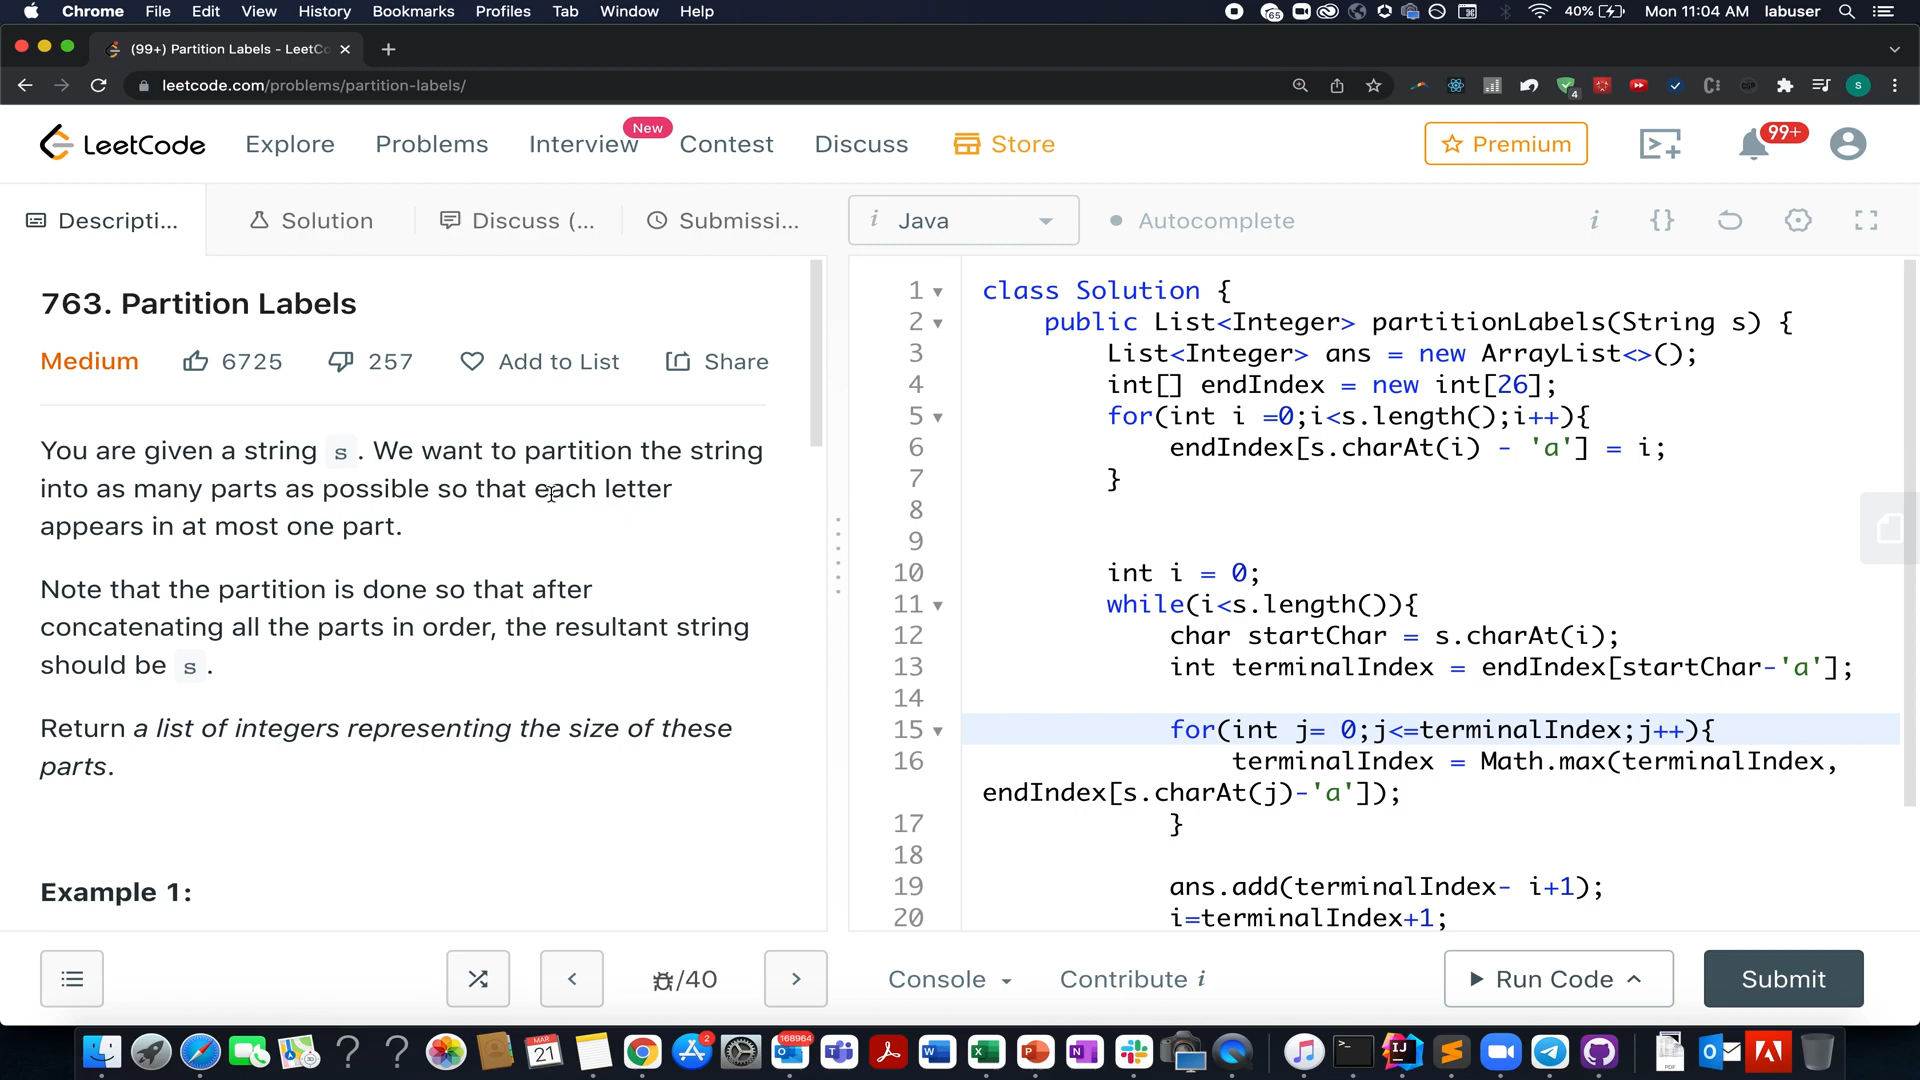 Chrome File Edit View History Bookmarks Profiles Tab Window Help 65 40% Mon 11:04 AM labuser
(99+) Partition Labels - LeetCo
leetcode.com/problems/partition-labels/ 4 S
LeetCode Explore Problems Interview New Contest Discuss Store Premium 99+
Descripti... Solution Discuss (... Submissi... i Java Autocomplete i {}
763. Partition Labels
Medium 6725 257 Add to List Share
You are given a string s . We want to partition the string
into as many parts as possible so that each letter
appears in at most one part.
Note that the partition is done so that after
concatenating all the parts in order, the resultant string
should be s .
Return a list of integers representing the size of these
parts.
Example 1:
1 class Solution {
2 public List<Integer> partitionLabels(String s) {
3 List<Integer> ans = new ArrayList<>();
4 int[] endIndex = new int[26];
5 for(int i =0;i<s.length();i++){
6 endIndex[s.charAt(i) - 'a'] = i;
7 }
8
9
10 int i = 0;
11 while(i<s.length()){
12 char startChar = s.charAt(i);
13 int terminalIndex = endIndex[startChar-'a'];
14
15 for(int j= 0;j<=terminalIndex;j++){
16 terminalIndex = Math.max(terminalIndex,
endIndex[s.charAt(j)-'a']);
17 }
18
19 ans.add(terminalIndex- i+1);
20 i=terminalIndex+1;
/40 Console Contribute i Run Code Submit
MAR 21 2 168964